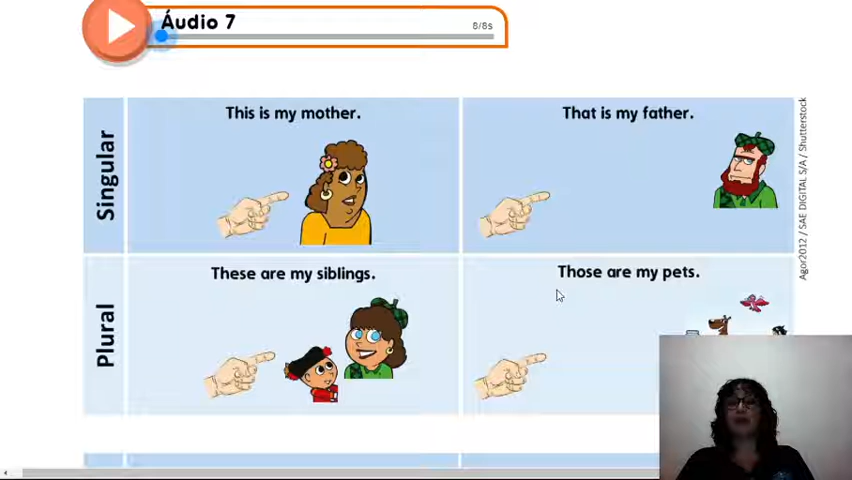 Áudio 7
8/8s
Singular
This is my mother.
That is my father.
Plural
These are my siblings.
Those are my pets.
Agor2012 / SAE DIGITAL S/A / Shutterstock